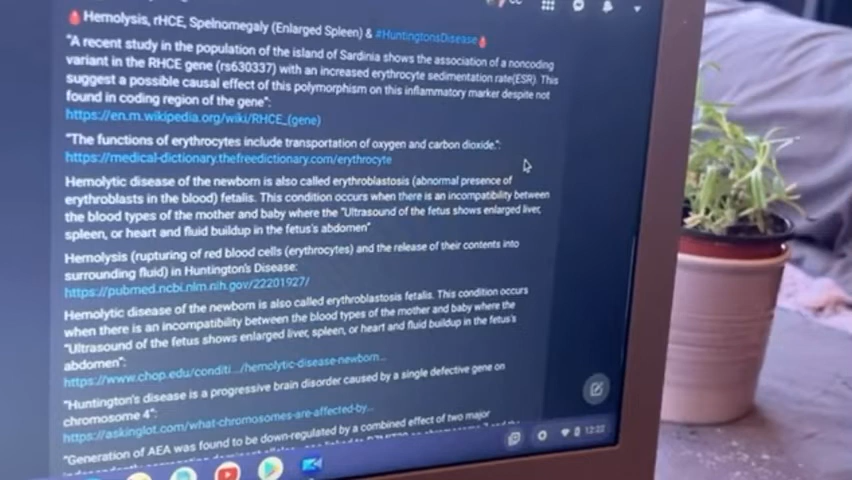 Hemolysis, rHCE, Spelnomegaly (Enlarged Spleen) & #HuntingtonsDisease
"A recent study in the population of the island of Sardinia shows the association of a noncoding
variant in the RHCE gene (rs630337) with an increased erythrocyte sedimentation rate(ESR). This
suggest a possible causal effect of this polymorphism on this inflammatory marker despite not
found in coding region of the gene":
https://en.m.wikipedia.org/wiki/RHCE_(gene)
"The functions of erythrocytes include transportation of oxygen and carbon dioxide.":
https://medical-dictionary.thefreedictionary.com/erythrocyte
Hemolytic disease of the newborn is also called erythroblastosis (abnormal presence of
erythroblasts in the blood) fetalis. This condition occurs when there is an incompatibility between
the blood types of the mother and baby where the "Ultrasound of the fetus shows enlarged liver,
spleen, or heart and fluid buildup in the fetus's abdomen"
Hemolysis (rupturing of red blood cells (erythrocytes) and the release of their contents into
surrounding fluid) in Huntington's Disease:
https://pubmed.ncbi.nlm.nih.gov/22201927/
Hemolytic disease of the newborn is also called erythroblastosis fetalis. This condition occurs
when there is an incompatibility between the blood types of the mother and baby where the
"Ultrasound of the fetus shows enlarged liver, spleen, or heart and fluid buildup in the fetus's
abdomen":
https://www.chop.edu/conditi.../hemolytic-disease-newborn...
"Huntington's disease is a progressive brain disorder caused by a single defective gene on
chromosome 4":
https://askinglot.com/what-chromosomes-are-affected-by...
"Generation of AEA was found to be down-regulated by a combined effect of two major
12:22